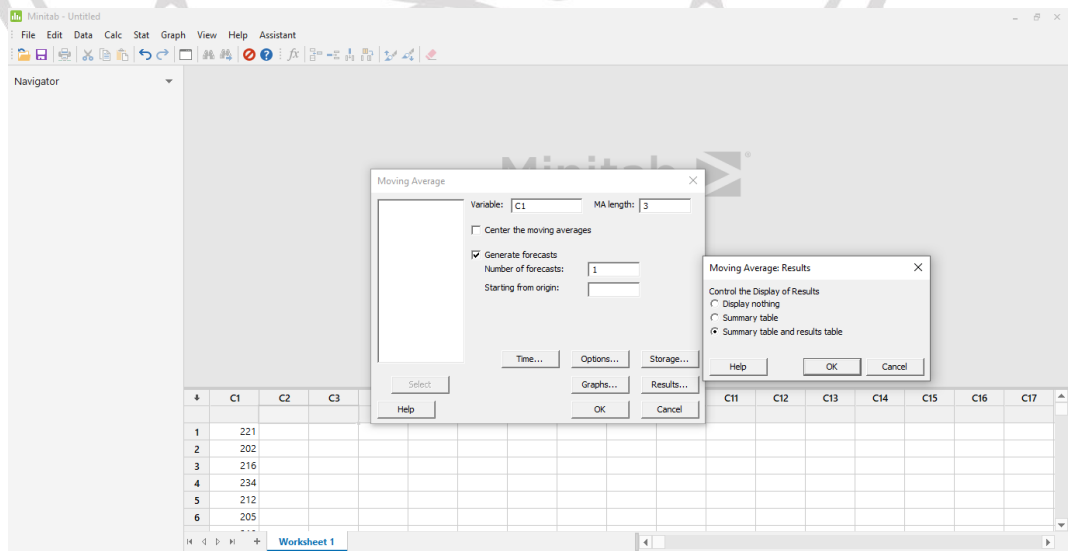 Minitab - Untitled
File Edit Data Calc Stat Graph View Help Assistant
fx
Navigator
Minitab
Moving Average
Variable: C1 MA length: 3
Center the moving averages
Generate forecasts
Number of forecasts: 1
Starting from origin:
Time... Options... Storage...
Select Graphs... Results...
Help OK Cancel
Moving Average: Results
Control the Display of Results
Display nothing
Summary table
Summary table and results table
Help OK Cancel
C1 C2 C3 C11 C12 C13 C14 C15 C16 C17
1 221
2 202
3 216
4 234
5 212
6 205
Worksheet 1